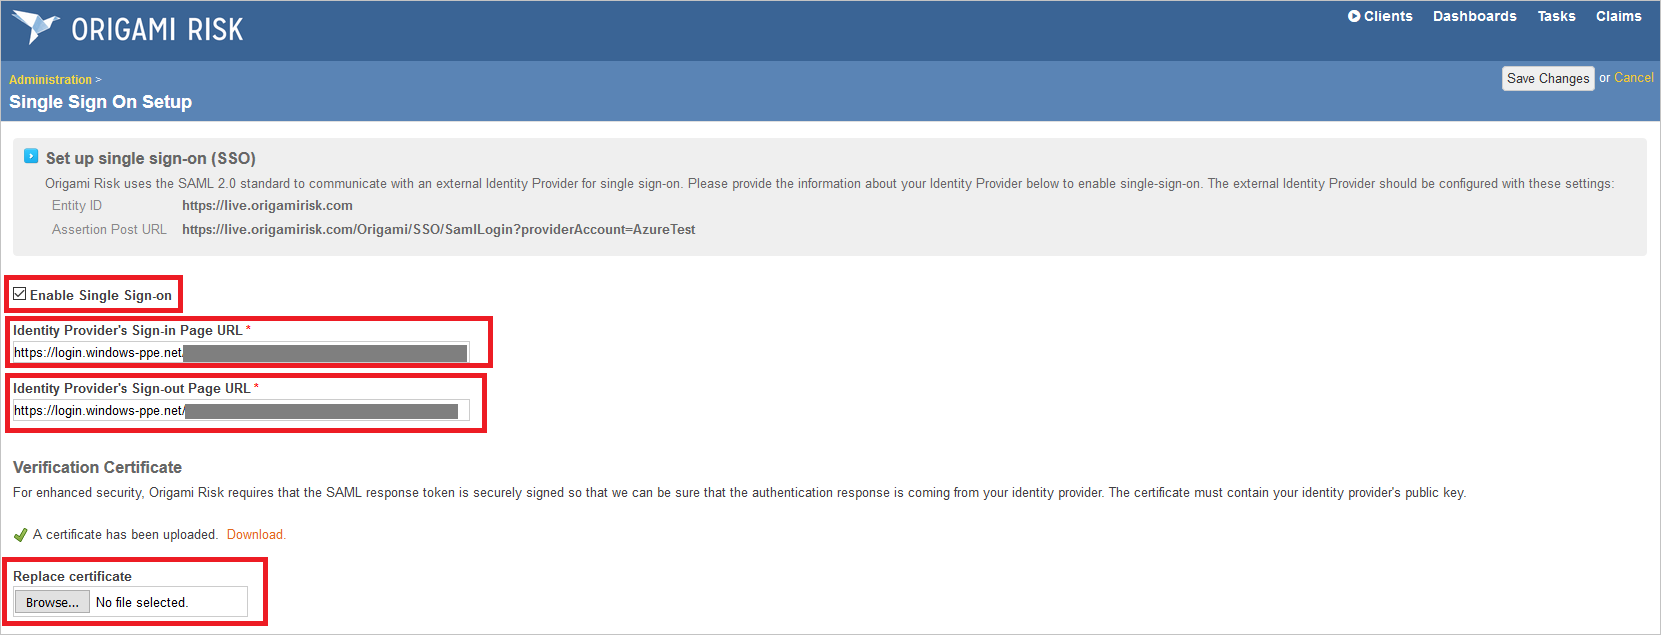 ORIGAMI RISK
Clients Dashboards Tasks Claims
Administration >
Single Sign On Setup
Save Changes or Cancel
Set up single sign-on (SSO)
Origami Risk uses the SAML 2.0 standard to communicate with an external Identity Provider for single sign-on. Please provide the information about your Identity Provider below to enable single-sign-on. The external Identity Provider should be configured with these settings:
Entity ID https://live.origamirisk.com
Assertion Post URL https://live.origamirisk.com/Origami/SSO/SamlLogin?providerAccount=AzureTest
Enable Single Sign-on
Identity Provider's Sign-in Page URL *
https://login.windows-ppe.net/
Identity Provider's Sign-out Page URL *
https://login.windows-ppe.net/
Verification Certificate
For enhanced security, Origami Risk requires that the SAML response token is securely signed so that we can be sure that the authentication response is coming from your identity provider. The certificate must contain your identity provider's public key.
A certificate has been uploaded. Download.
Replace certificate
Browse... No file selected.